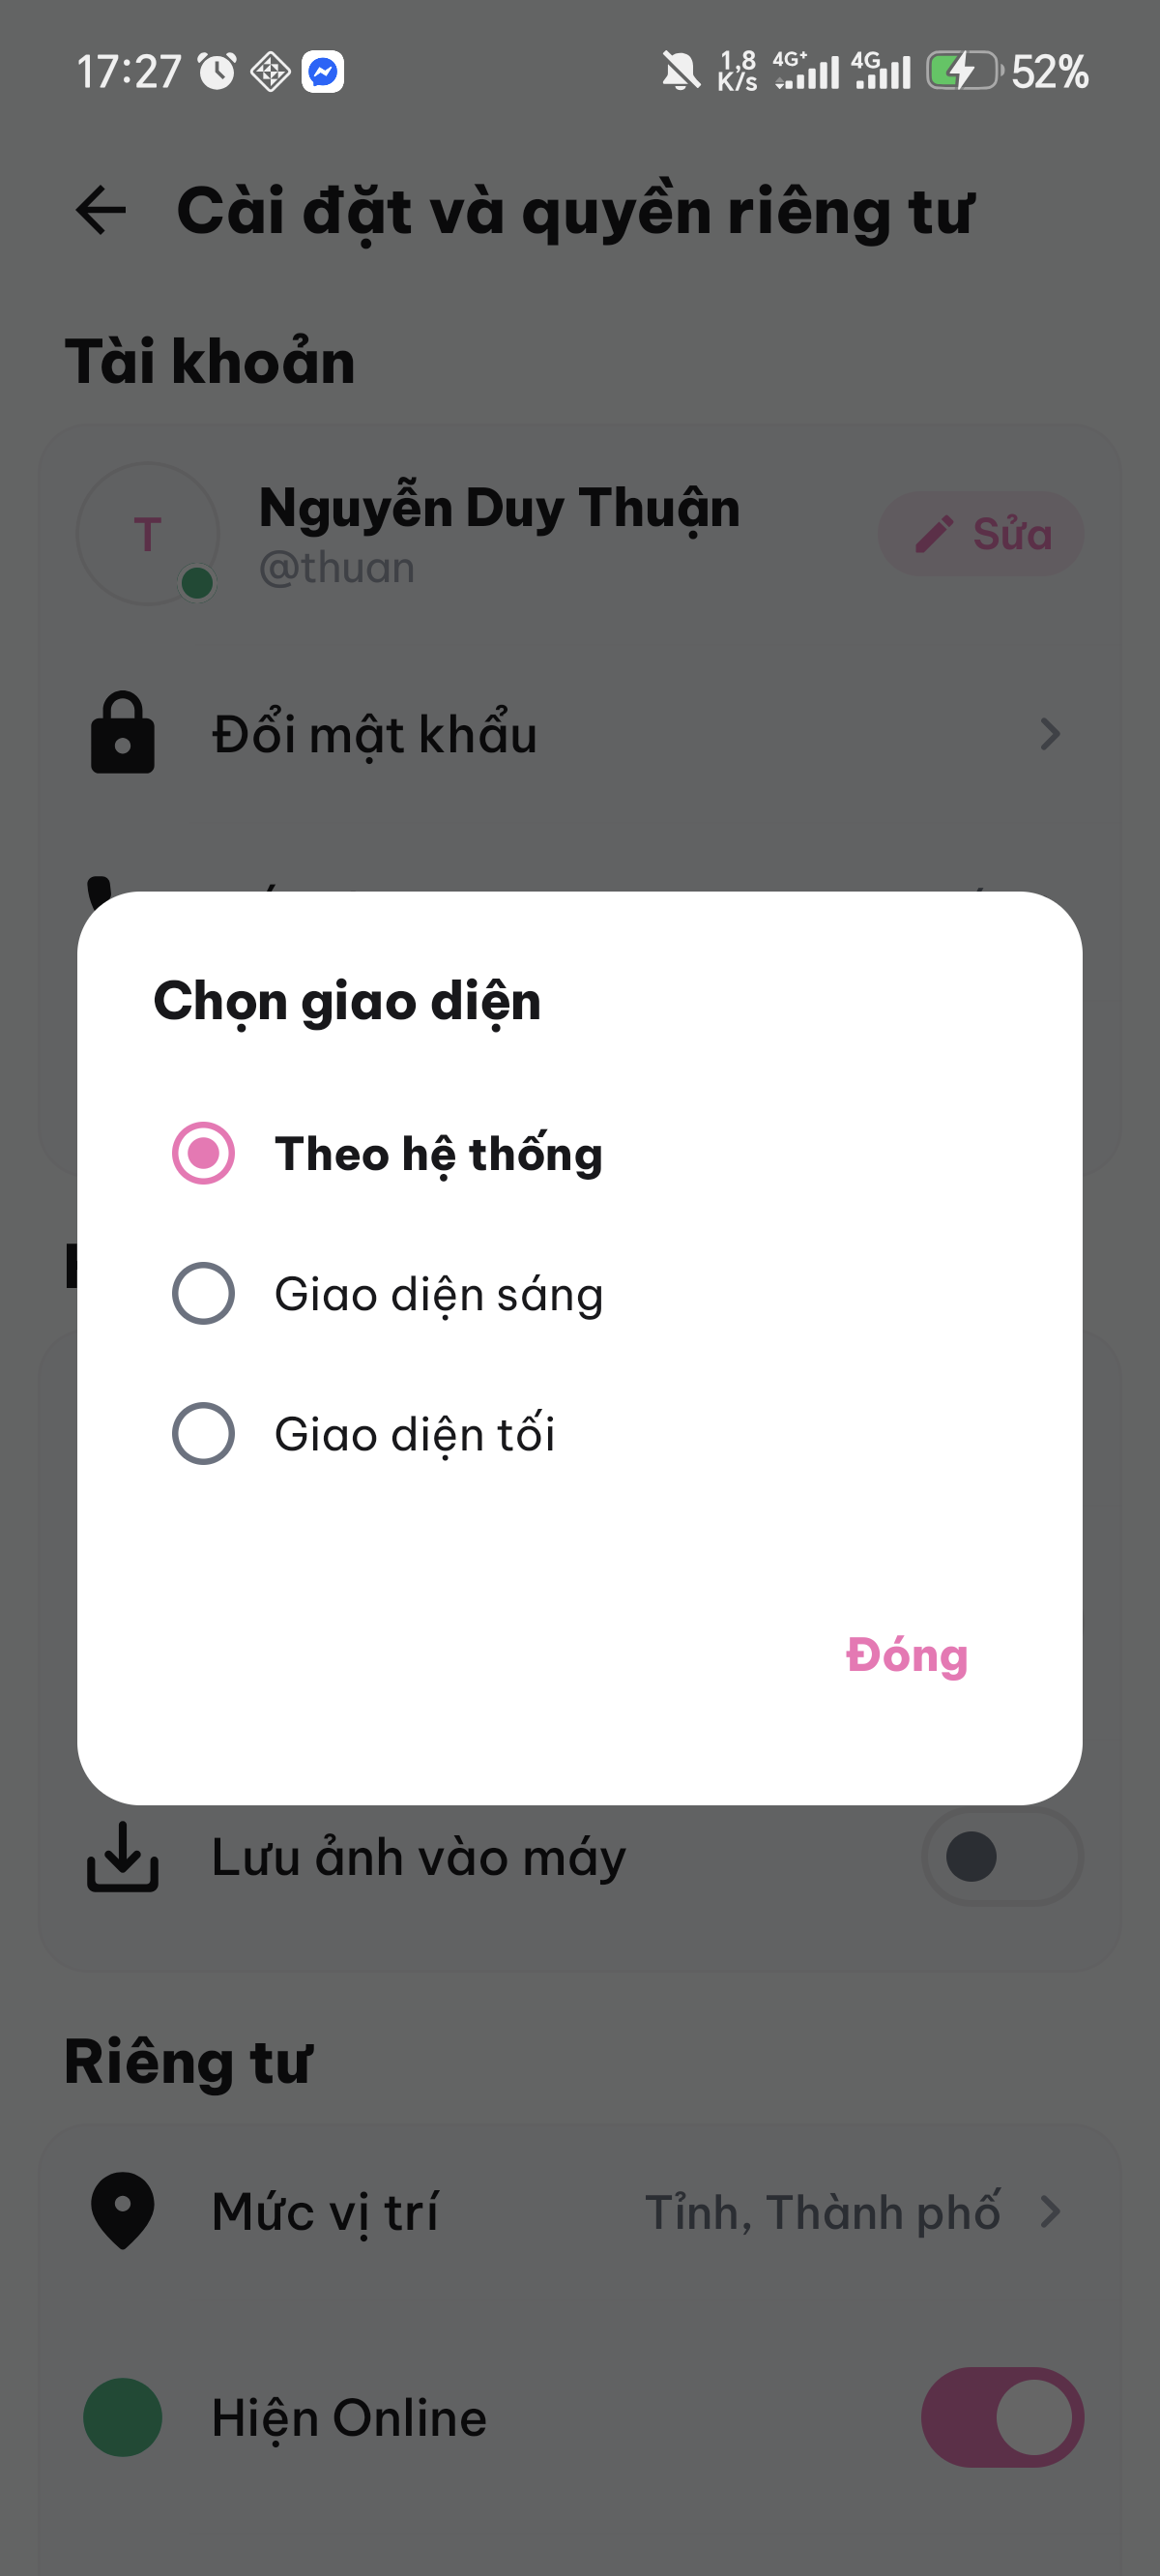 17:27
1,8 K/s 4G+ 4G 52%
Cài đặt và quyền riêng tư
Tài khoản
T
Nguyễn Duy Thuận
@thuan
Sửa
Đổi mật khẩu
Chọn giao diện
Theo hệ thống
Giao diện sáng
Giao diện tối
Đóng
Lưu ảnh vào máy
Riêng tư
Mức vị trí
Tỉnh, Thành phố
Hiện Online